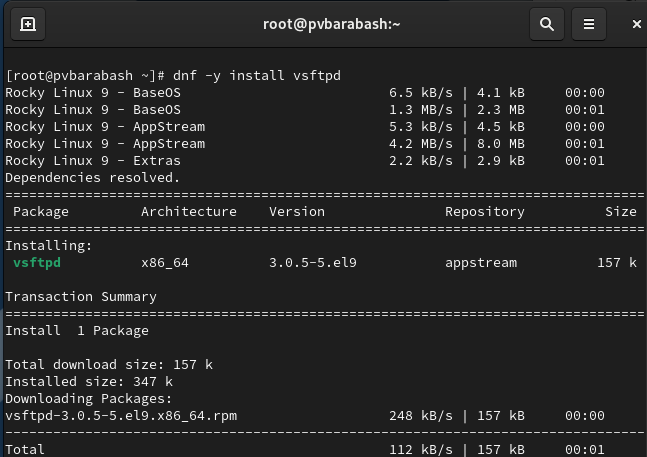 root@pvbarabash:~
[root@pvbarabash ~]# dnf -y install vsftpd
Rocky Linux 9 - BaseOS                          6.5 kB/s | 4.1 kB     00:00
Rocky Linux 9 - BaseOS                          1.3 MB/s | 2.3 MB     00:01
Rocky Linux 9 - AppStream                       5.3 kB/s | 4.5 kB     00:00
Rocky Linux 9 - AppStream                       4.2 MB/s | 8.0 MB     00:01
Rocky Linux 9 - Extras                          2.2 kB/s | 2.9 kB     00:01
Dependencies resolved.
================================================================================
 Package         Architecture    Version               Repository          Size
================================================================================
Installing:
 vsftpd          x86_64          3.0.5-5.el9           appstream          157 k
Transaction Summary
================================================================================
Install  1 Package
Total download size: 157 k
Installed size: 347 k
Downloading Packages:
vsftpd-3.0.5-5.el9.x86_64.rpm                   248 kB/s | 157 kB     00:00
--------------------------------------------------------------------------------
Total                                           112 kB/s | 157 kB     00:01